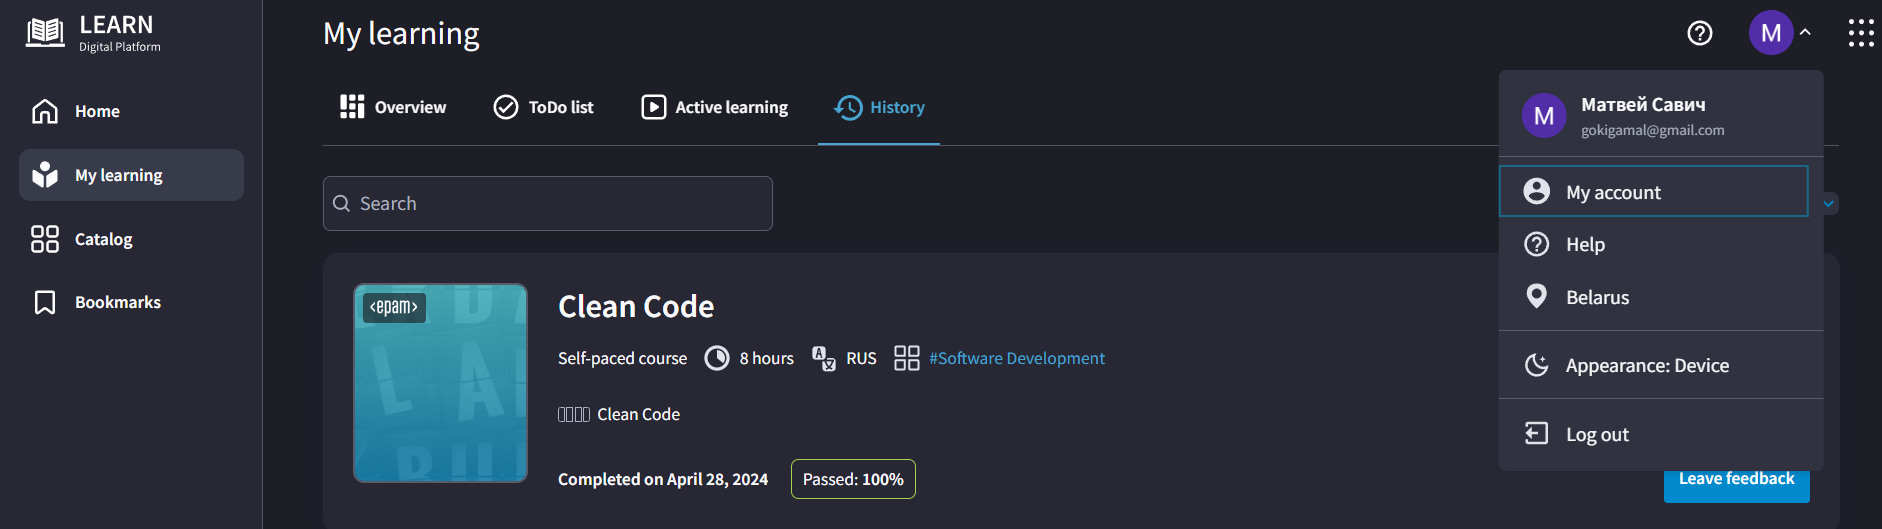 LEARN
Digital Platform
Home
My learning
Catalog
Bookmarks
My learning
Overview
ToDo list
Active learning
History
Search
<epam>
Clean Code
Self-paced course
8 hours
RUS
#Software Development
Clean Code
Completed on April 28, 2024
Passed: 100%
M
M
Матвей Савич
gokigamal@gmail.com
My account
Help
Belarus
Appearance: Device
Log out
Leave feedback